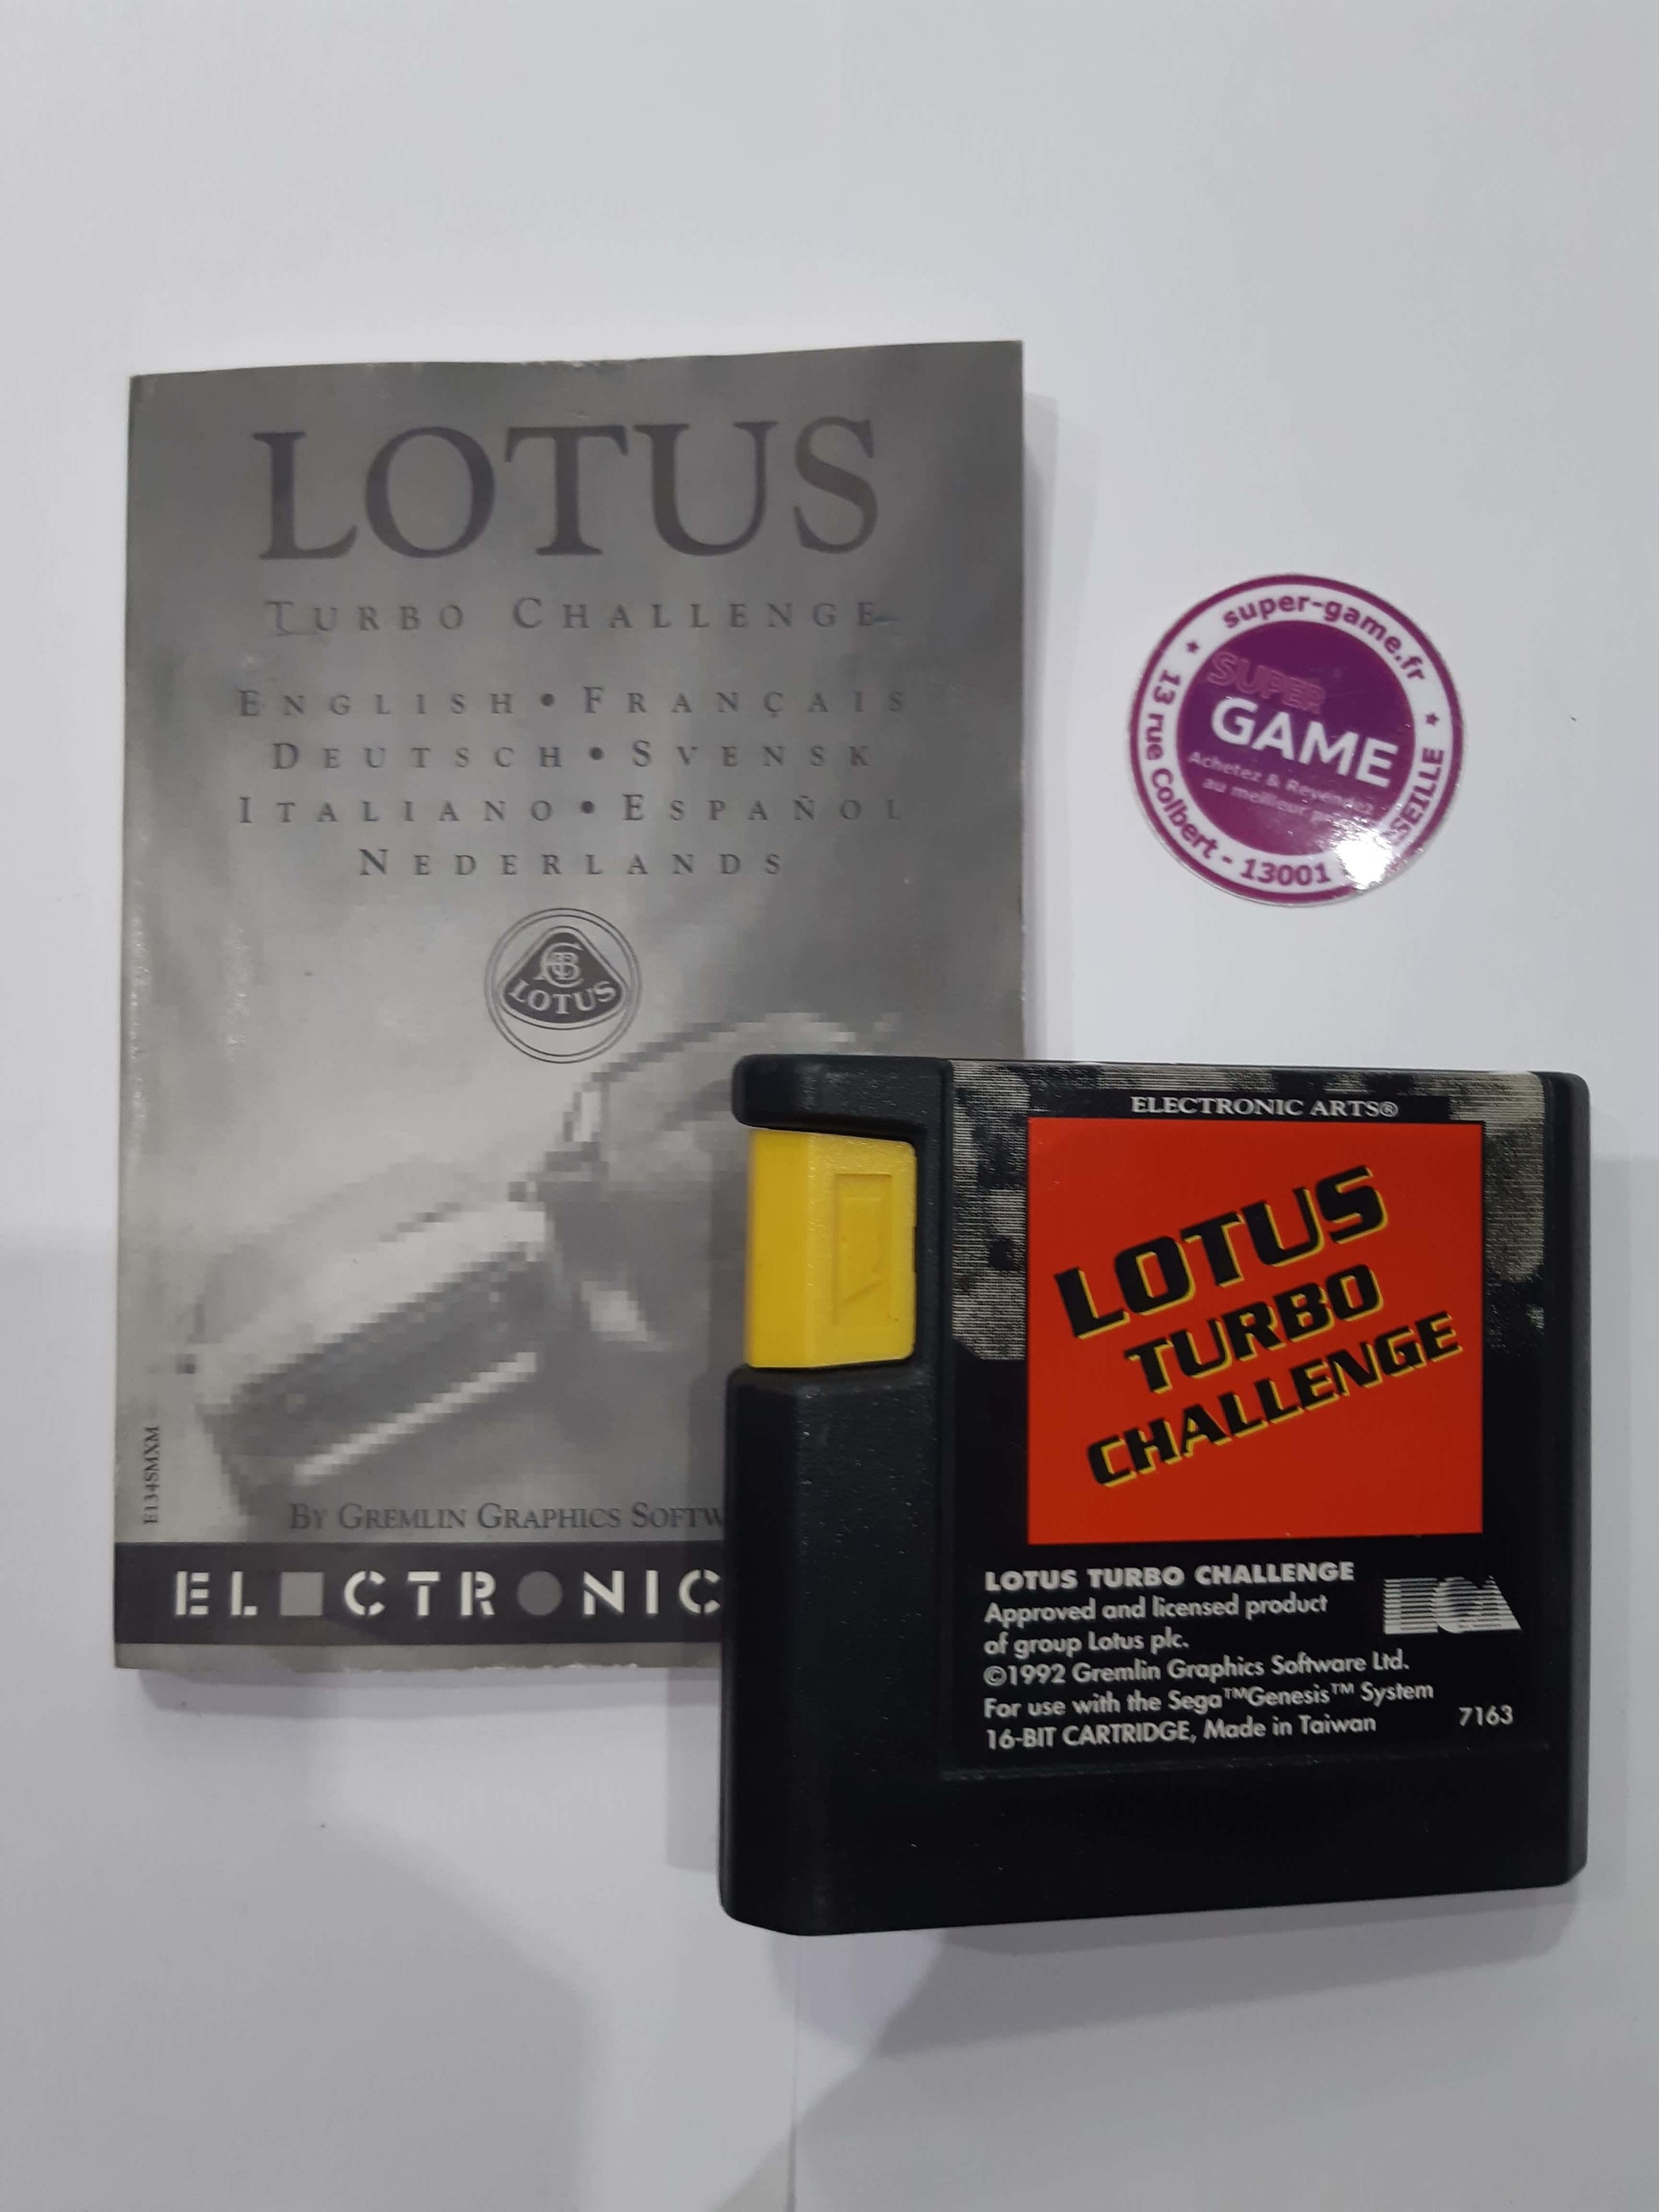 LOTUS
TURBO CHALLENGE
ENGLISH • FRANÇAIS
DEUTSCH • SVENSK
ITALIANO • ESPAÑOL
NEDERLANDS
LOTUS
E134SMXM
BY GREMLIN GRAPHICS
ELECTRONIC
super-game.fr
SUPER
GAME
Achetez & Revendez
au meilleur
13 rue Colbert - 13001
ELECTRONIC ARTS®
LOTUS
TURBO
CHALLENGE
LOTUS TURBO CHALLENGE
Approved and licensed product
of group Lotus plc.
©1992 Gremlin Graphics Software Ltd.
For use with the Sega™Genesis™ System
16-BIT CARTRIDGE, Made in Taiwan 7163
EA